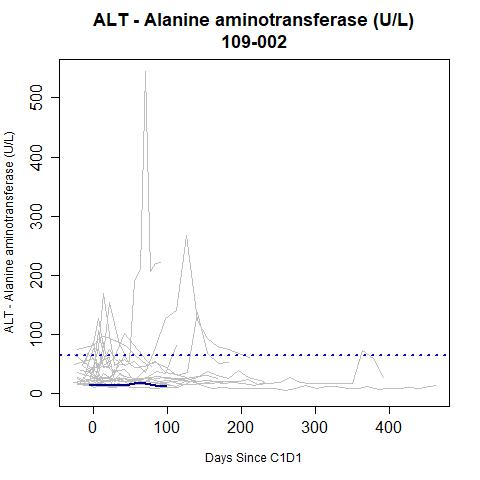 ALT - Alanine aminotransferase (U/L)
109-002
ALT - Alanine aminotransferase (U/L)
500
400
300
200
100
0
0 100 200 300 400
Days Since C1D1